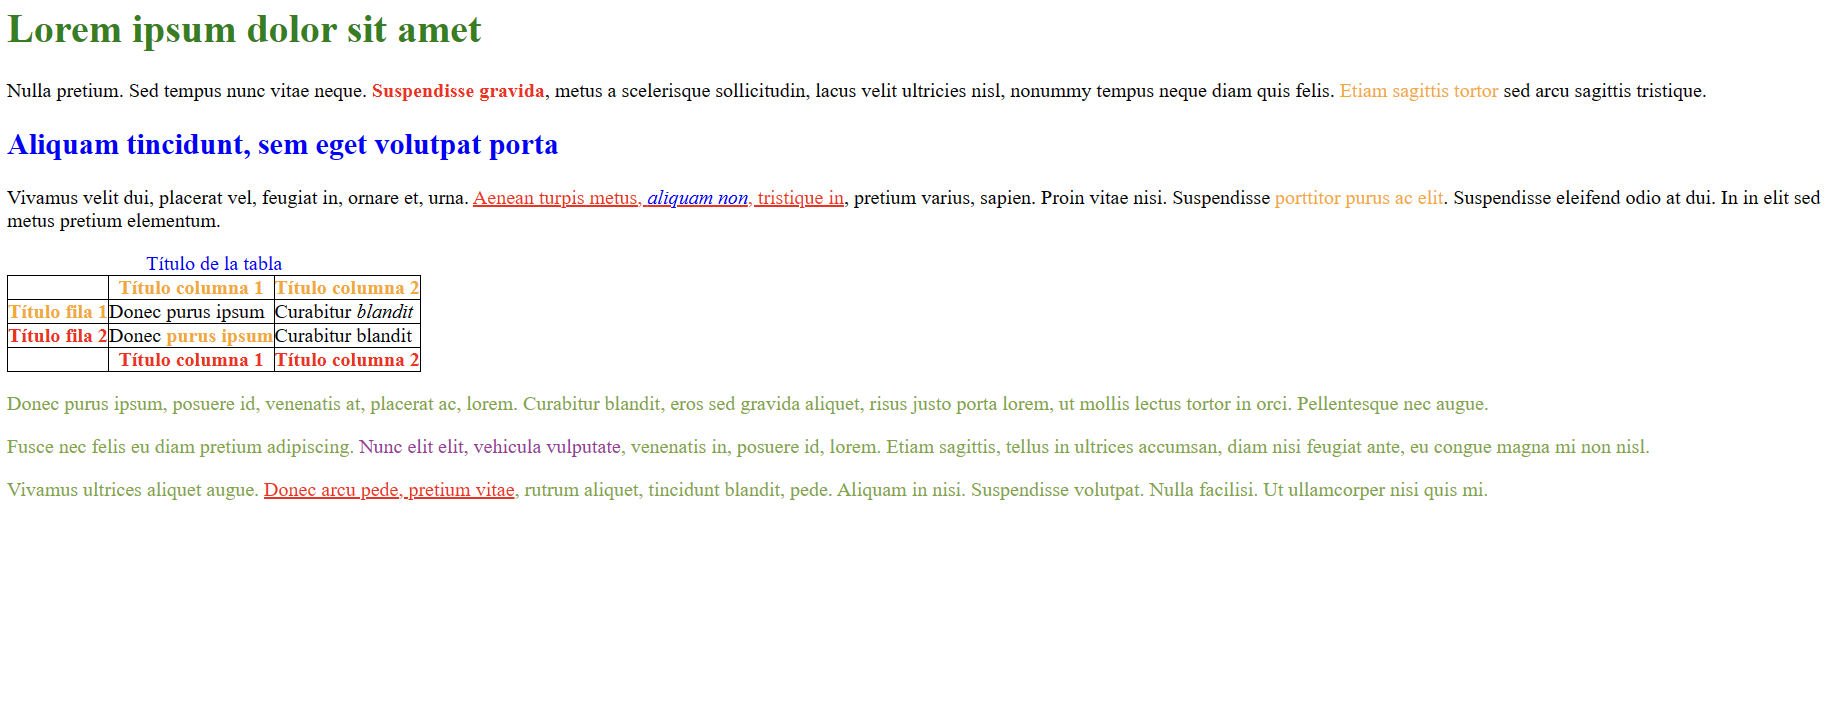 Lorem ipsum dolor sit amet
Nulla pretium. Sed tempus nunc vitae neque. Suspendisse gravida, metus a scelerisque sollicitudin, lacus velit ultricies nisl, nonummy tempus neque diam quis felis. Etiam sagittis tortor sed arcu sagittis tristique.
Aliquam tincidunt, sem eget volutpat porta
Vivamus velit dui, placerat vel, feugiat in, ornare et, urna. Aenean turpis metus, aliquam non, tristique in, pretium varius, sapien. Proin vitae nisi. Suspendisse porttitor purus ac elit. Suspendisse eleifend odio at dui. In in elit sed
metus pretium elementum.
Título de la tabla
Título columna 1 Título columna 2
Título fila 1 Donec purus ipsum Curabitur blandit
Título fila 2 Donec purus ipsum Curabitur blandit
Título columna 1 Título columna 2
Donec purus ipsum, posuere id, venenatis at, placerat ac, lorem. Curabitur blandit, eros sed gravida aliquet, risus justo porta lorem, ut mollis lectus tortor in orci. Pellentesque nec augue.
Fusce nec felis eu diam pretium adipiscing. Nunc elit elit, vehicula vulputate, venenatis in, posuere id, lorem. Etiam sagittis, tellus in ultrices accumsan, diam nisi feugiat ante, eu congue magna mi non nisl.
Vivamus ultrices aliquet augue. Donec arcu pede, pretium vitae, rutrum aliquet, tincidunt blandit, pede. Aliquam in nisi. Suspendisse volutpat. Nulla facilisi. Ut ullamcorper nisi quis mi.